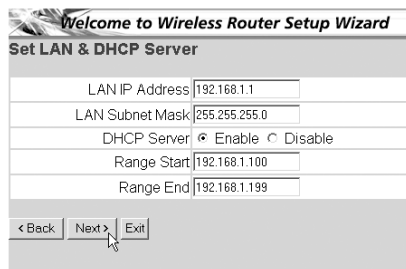 Welcome to Wireless Router Setup Wizard
Set LAN & DHCP Server
LAN IP Address 192.168.1.1
LAN Subnet Mask 255.255.255.0
DHCP Server Enable Disable
Range Start 192.168.1.100
Range End 192.168.1.199
< Back Next > Exit